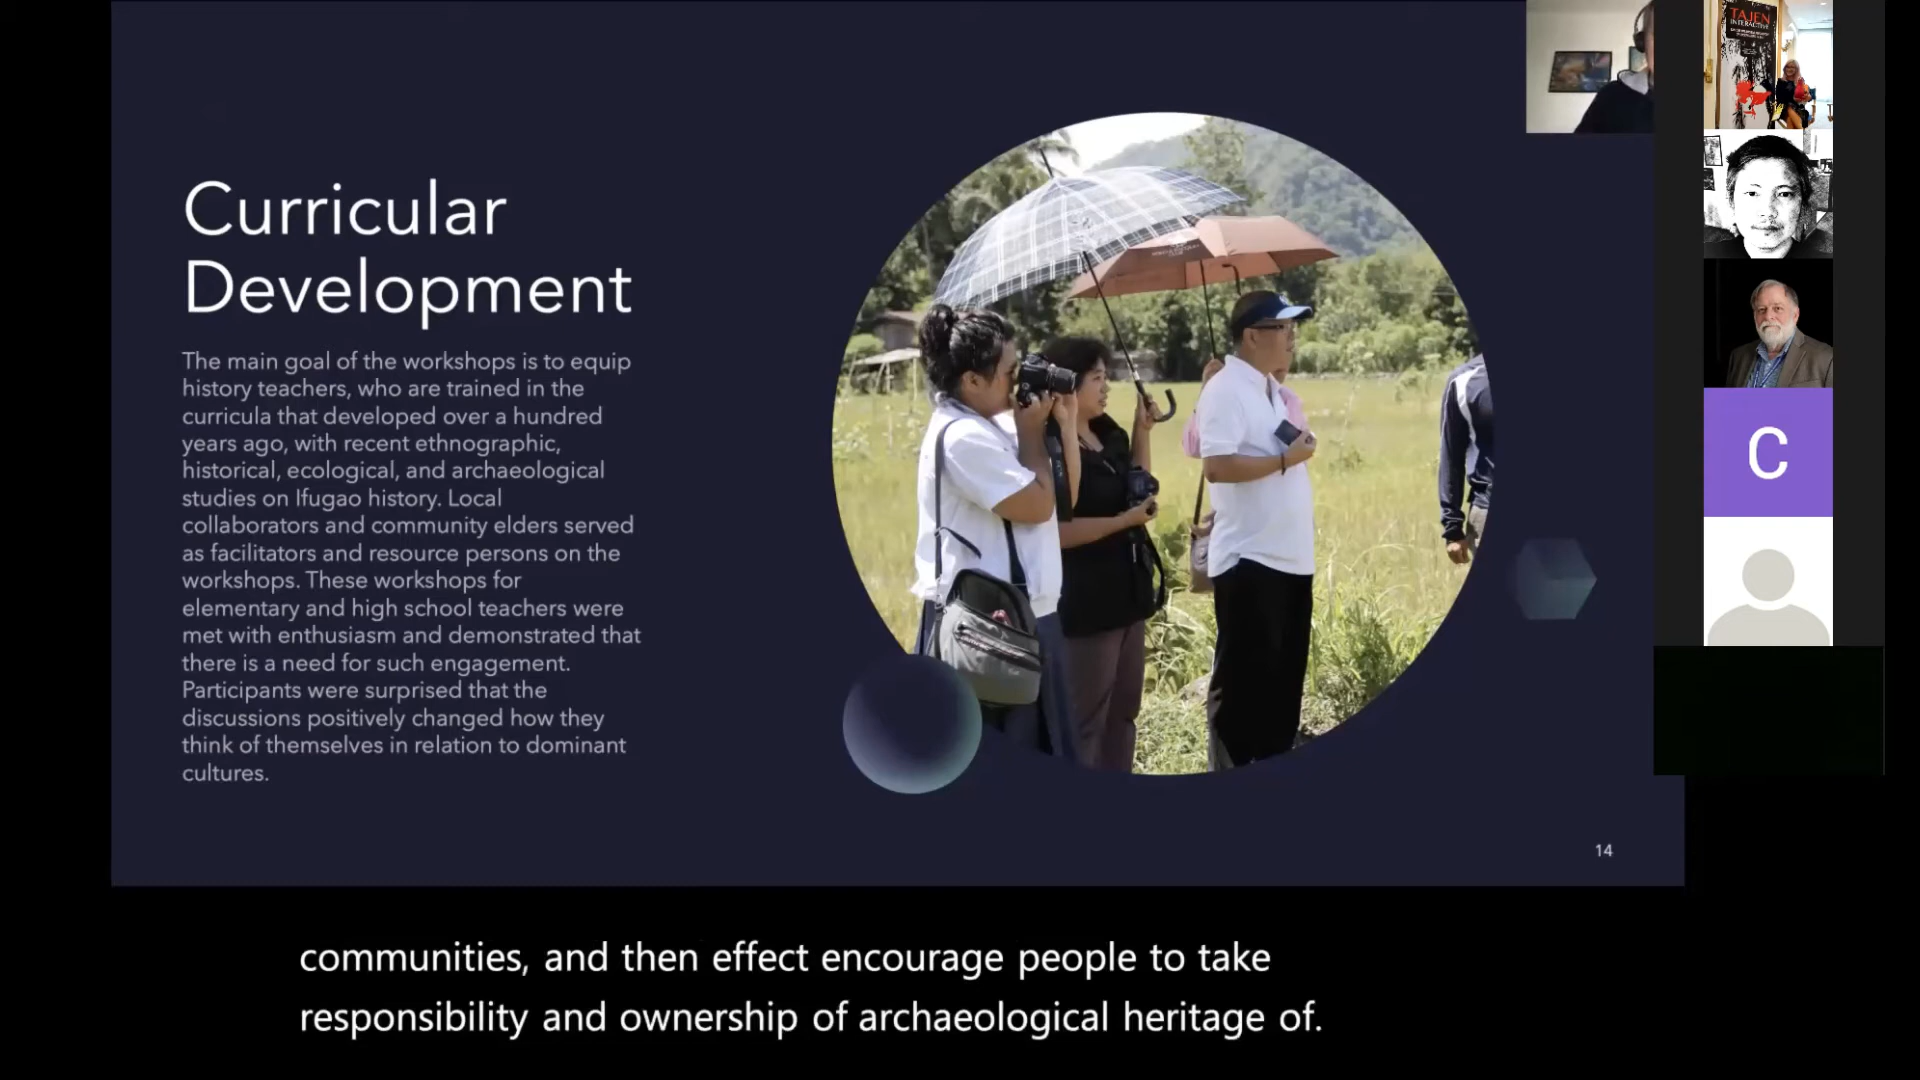 Curricular
Development
The main goal of the workshops is to equip
history teachers, who are trained in the
curricula that developed over a hundred
years ago, with recent ethnographic,
historical, ecological, and archaeological
studies on Ifugao history. Local
collaborators and community elders served
as facilitators and resource persons on the
workshops. These workshops for
elementary and high school teachers were
met with enthusiasm and demonstrated that
there is a need for such engagement.
Participants were surprised that the
discussions positively changed how they
think of themselves in relation to dominant
cultures.
14
TAJEN
INTERACTIVE
C
communities, and then effect encourage people to take
responsibility and ownership of archaeological heritage of.